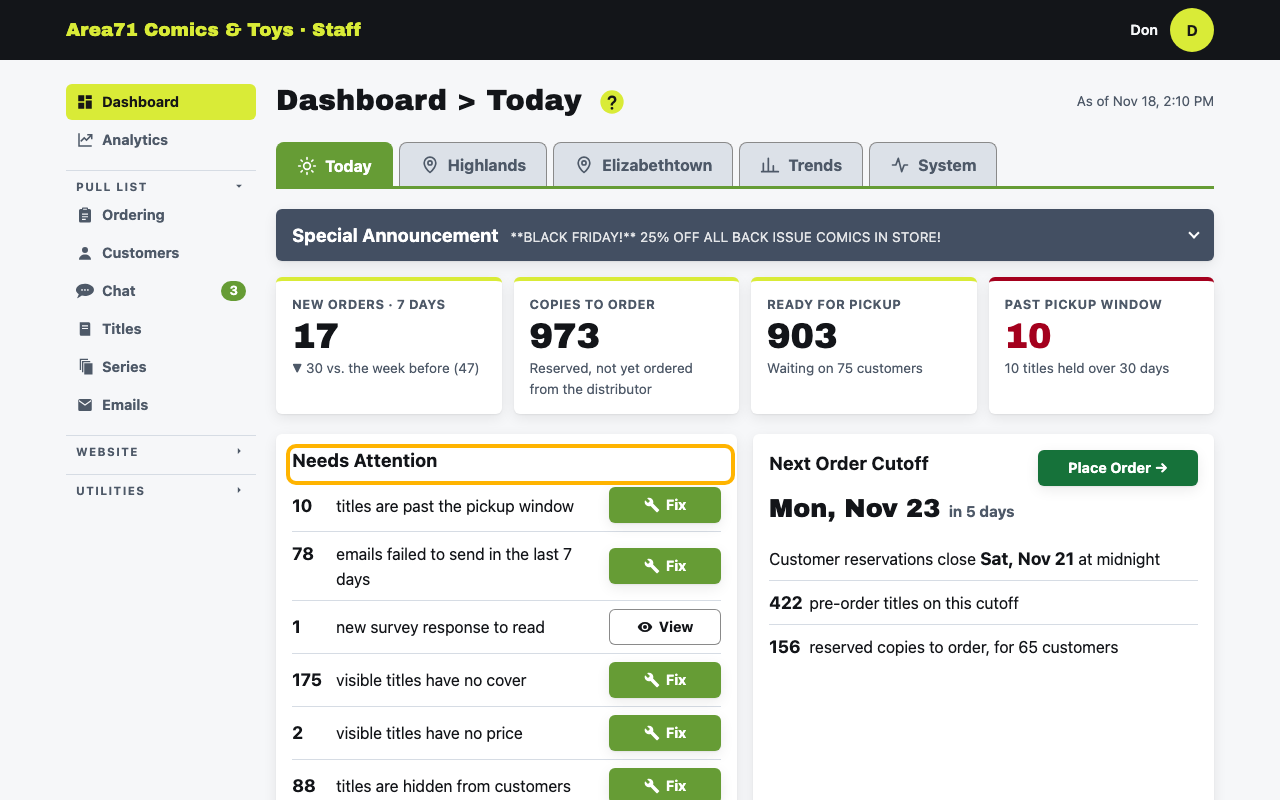 Area71 Comics & Toys · Staff
Don
D
Dashboard
Analytics
PULL LIST
Ordering
Customers
Chat
3
Titles
Series
Emails
WEBSITE
UTILITIES
Dashboard > Today
?
As of Nov 18, 2:10 PM
Today
Highlands
Elizabethtown
Trends
System
Special Announcement **BLACK FRIDAY!** 25% OFF ALL BACK ISSUE COMICS IN STORE!
NEW ORDERS · 7 DAYS
17
▼ 30 vs. the week before (47)
COPIES TO ORDER
973
Reserved, not yet ordered
from the distributor
READY FOR PICKUP
903
Waiting on 75 customers
PAST PICKUP WINDOW
10
10 titles held over 30 days
Needs Attention
10 titles are past the pickup window Fix
78 emails failed to send in the last 7
days
Fix
1 new survey response to read View
175 visible titles have no cover Fix
2 visible titles have no price Fix
88 titles are hidden from customers Fix
Next Order Cutoff
Place Order →
Mon, Nov 23 in 5 days
Customer reservations close Sat, Nov 21 at midnight
422 pre-order titles on this cutoff
156 reserved copies to order, for 65 customers